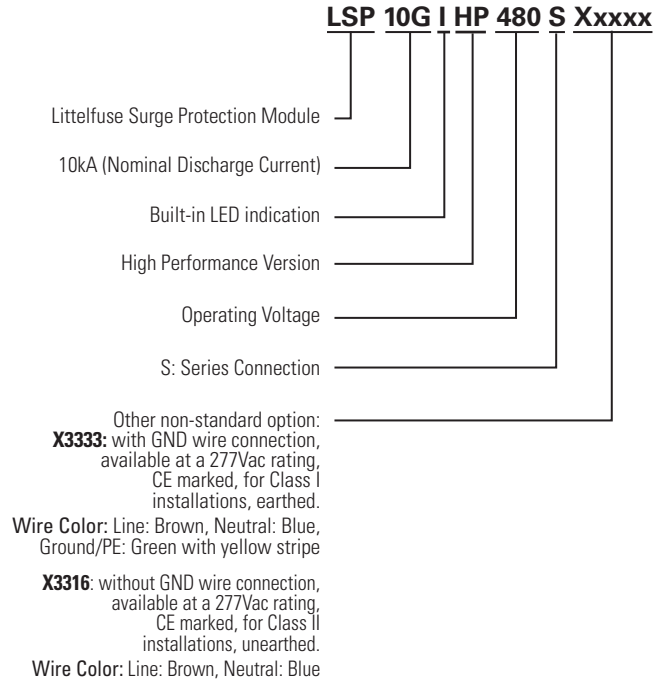 LSP 10G I HP 480 S Xxxxx
Littelfuse Surge Protection Module
10kA (Nominal Discharge Current)
Built-in LED indication
High Performance Version
Operating Voltage
S: Series Connection
Other non-standard option:
X3333: with GND wire connection,
available at a 277Vac rating,
CE marked, for Class I
installations, earthed.
Wire Color: Line: Brown, Neutral: Blue,
Ground/PE: Green with yellow stripe
X3316: without GND wire connection,
available at a 277Vac rating,
CE marked, for Class II
installations, unearthed.
Wire Color: Line: Brown, Neutral: Blue